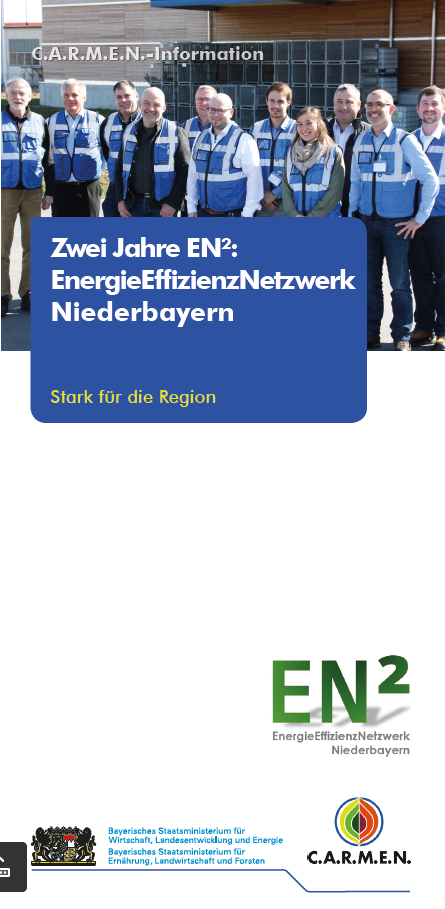 C.A.R.M.E.N.-Information
Zwei Jahre EN²:
EnergieEffizienzNetzwerk
Niederbayern
Stark für die Region
EN²
EnergieEffizienzNetzwerk
Niederbayern
Bayerisches Staatsministerium für
Wirtschaft, Landesentwicklung und Energie
Bayerisches Staatsministerium für
Ernährung, Landwirtschaft und Forsten
C.A.R.M.E.N.